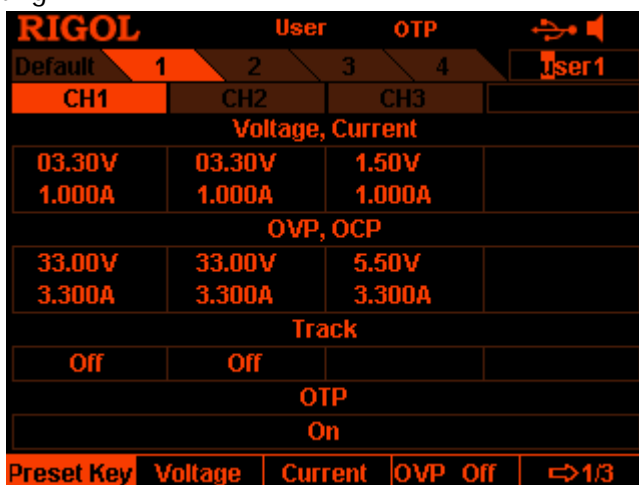 RIGOL User OTP
Default 1 2 3 4 User1
CH1 CH2 CH3
Voltage, Current
03.30V 03.30V 1.50V
1.000A 1.000A 1.000A
OVP, OCP
33.00V 33.00V 5.50V
3.300A 3.300A 3.300A
Track
Off Off
OTP
On
Preset Key Voltage Current OVP Off ⇨1/3